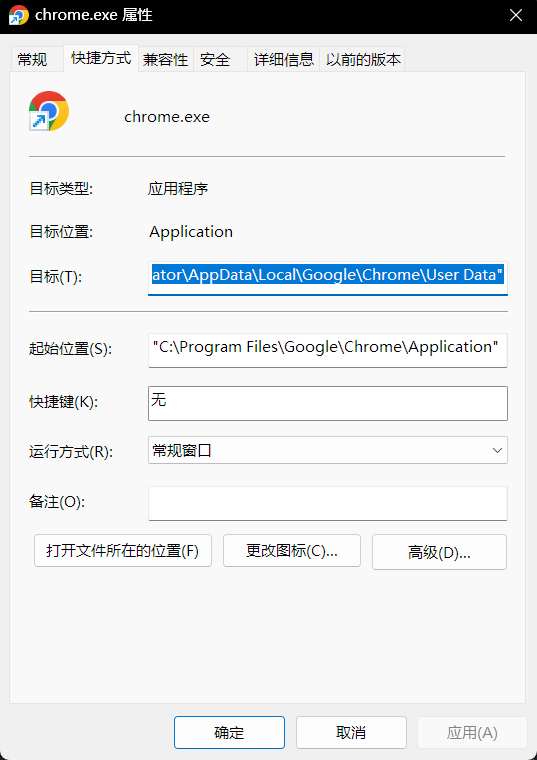 chrome.exe 属性
常规 快捷方式 兼容性 安全 详细信息 以前的版本
chrome.exe
目标类型: 应用程序
目标位置: Application
目标(T): ator\AppData\Local\Google\Chrome\User Data"
起始位置(S): "C:\Program Files\Google\Chrome\Application"
快捷键(K): 无
运行方式(R): 常规窗口
备注(O):
打开文件所在的位置(F) 更改图标(C)... 高级(D)...
确定 取消 应用(A)